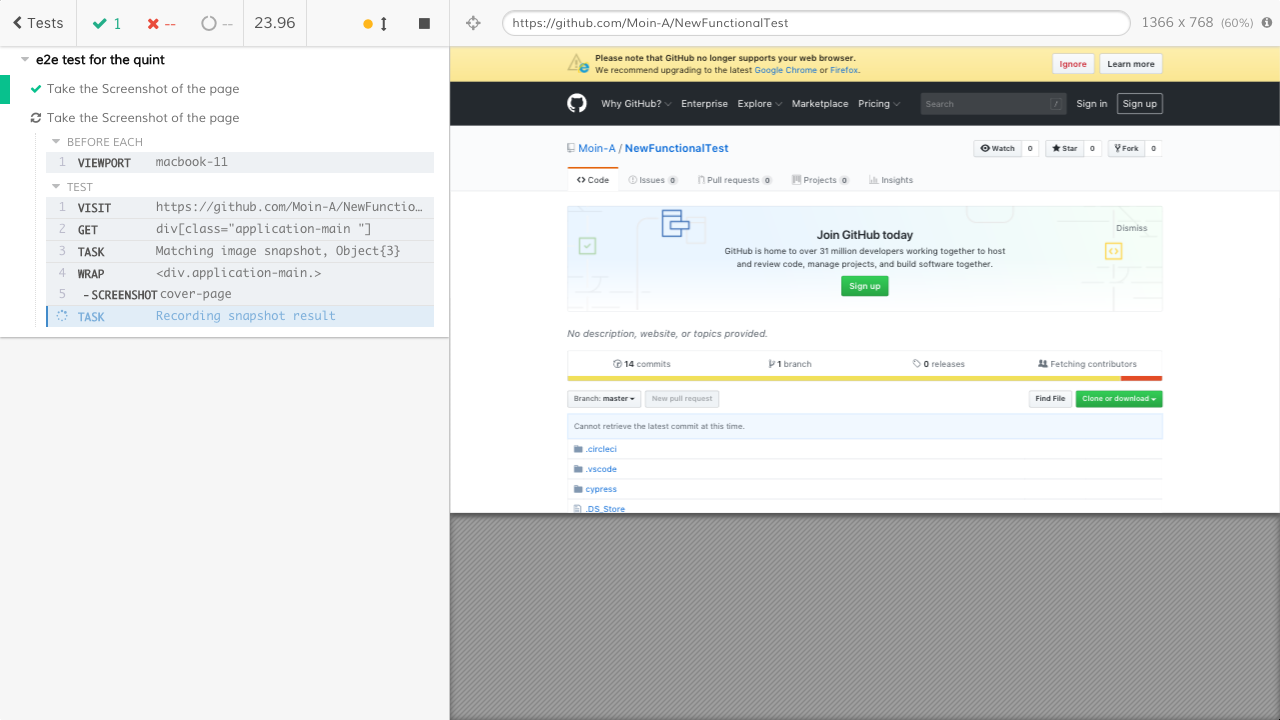 Tests 1 -- -- 23.96
https://github.com/Moin-A/NewFunctionalTest 1366 x 768 (60%)
e2e test for the quint
Take the Screenshot of the page
Take the Screenshot of the page
BEFORE EACH
1 VIEWPORT macbook-11
TEST
1 VISIT https://github.com/Moin-A/NewFunctio...
2 GET div[class="application-main "]
3 TASK Matching image snapshot, Object{3}
4 WRAP <div.application-main.>
5 -SCREENSHOT cover-page
TASK Recording snapshot result
Please note that GitHub no longer supports your web browser.
We recommend upgrading to the latest Google Chrome or Firefox.
Ignore Learn more
Why GitHub? Enterprise Explore Marketplace Pricing Search / Sign in Sign up
Moin-A / NewFunctionalTest Watch 0 Star 0 Fork 0
Code Issues 0 Pull requests 0 Projects 0 Insights
Join GitHub today
Dismiss
GitHub is home to over 31 million developers working together to host
and review code, manage projects, and build software together.
Sign up
No description, website, or topics provided.
14 commits 1 branch 0 releases Fetching contributors
Branch: master New pull request Find File Clone or download
Cannot retrieve the latest commit at this time.
.circleci
.vscode
cypress
.DS_Store